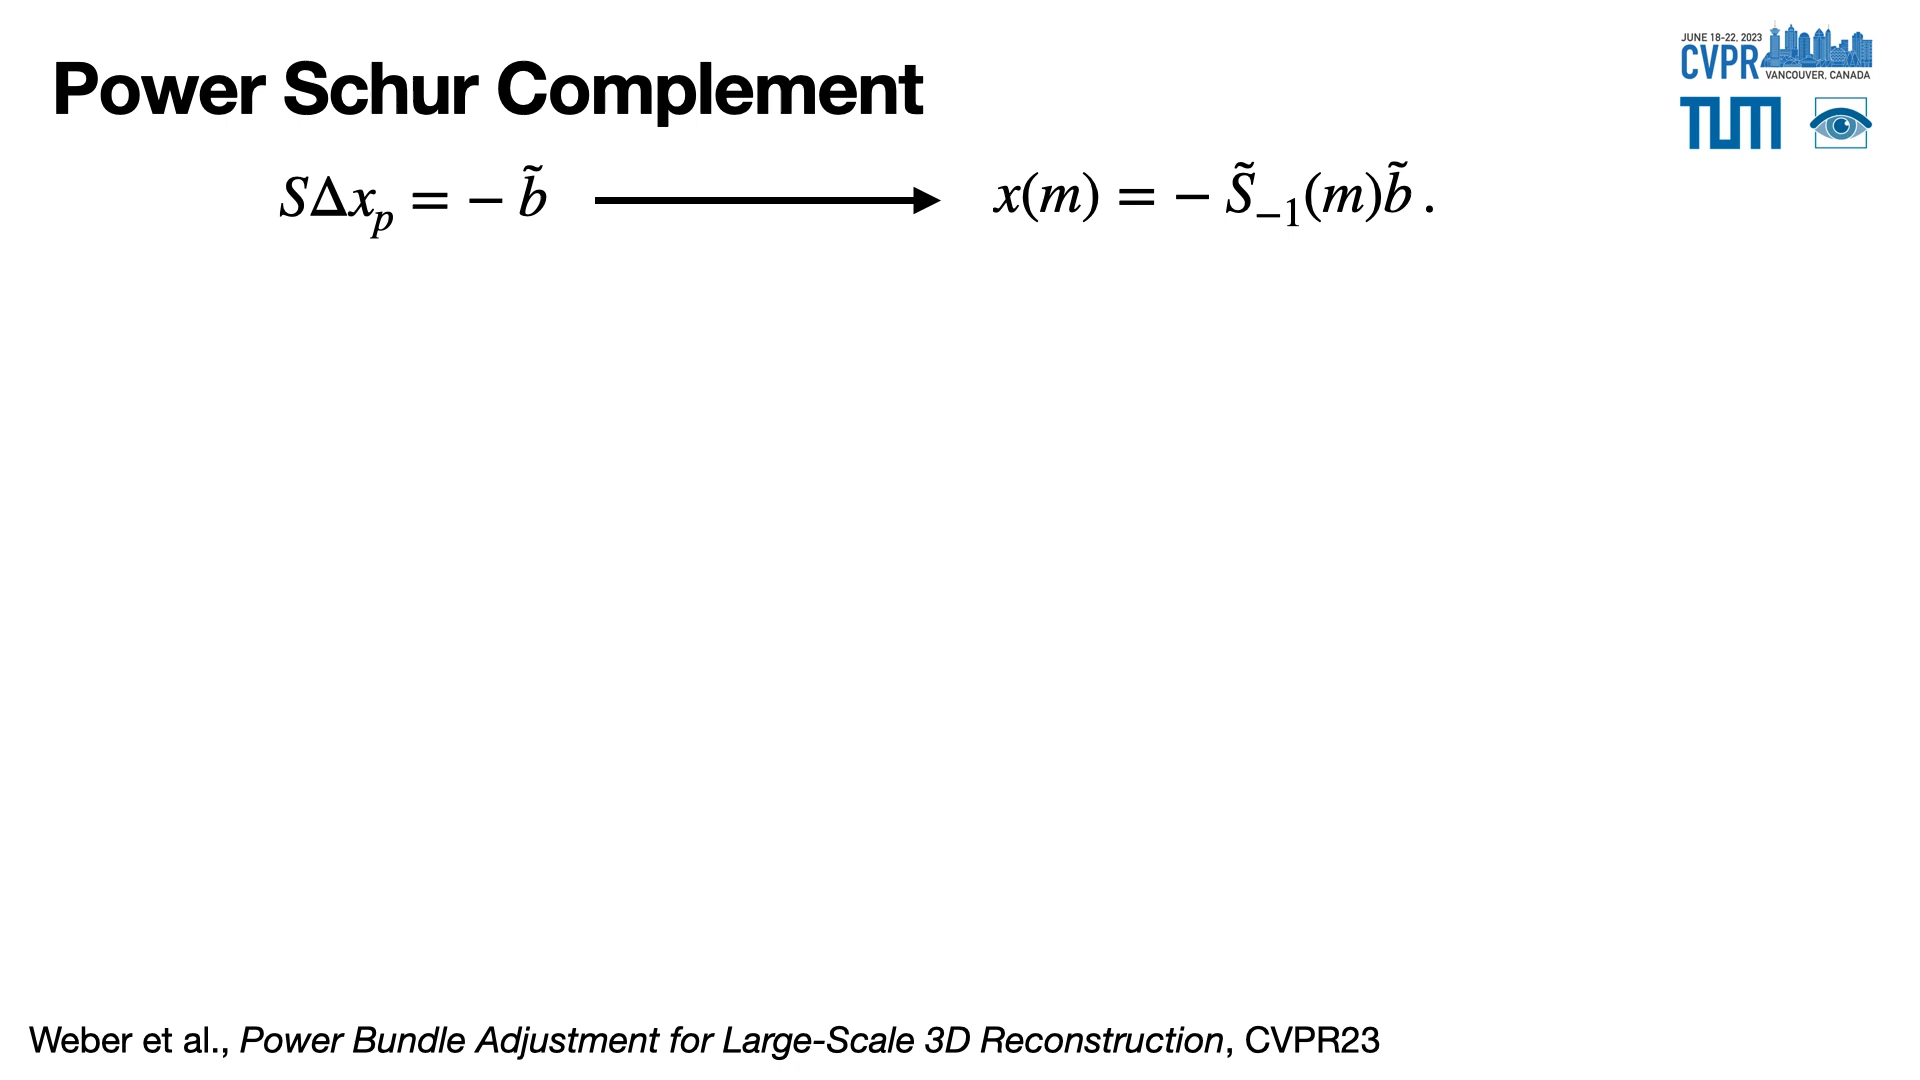 Power Schur Complement
JUNE 18-22, 2023
CVPR
VANCOUVER, CANADA
TUM
SΔxₚ = − b̃ ⟶ x(m) = − S̃₋₁(m)b̃ .
Weber et al., Power Bundle Adjustment for Large-Scale 3D Reconstruction, CVPR23